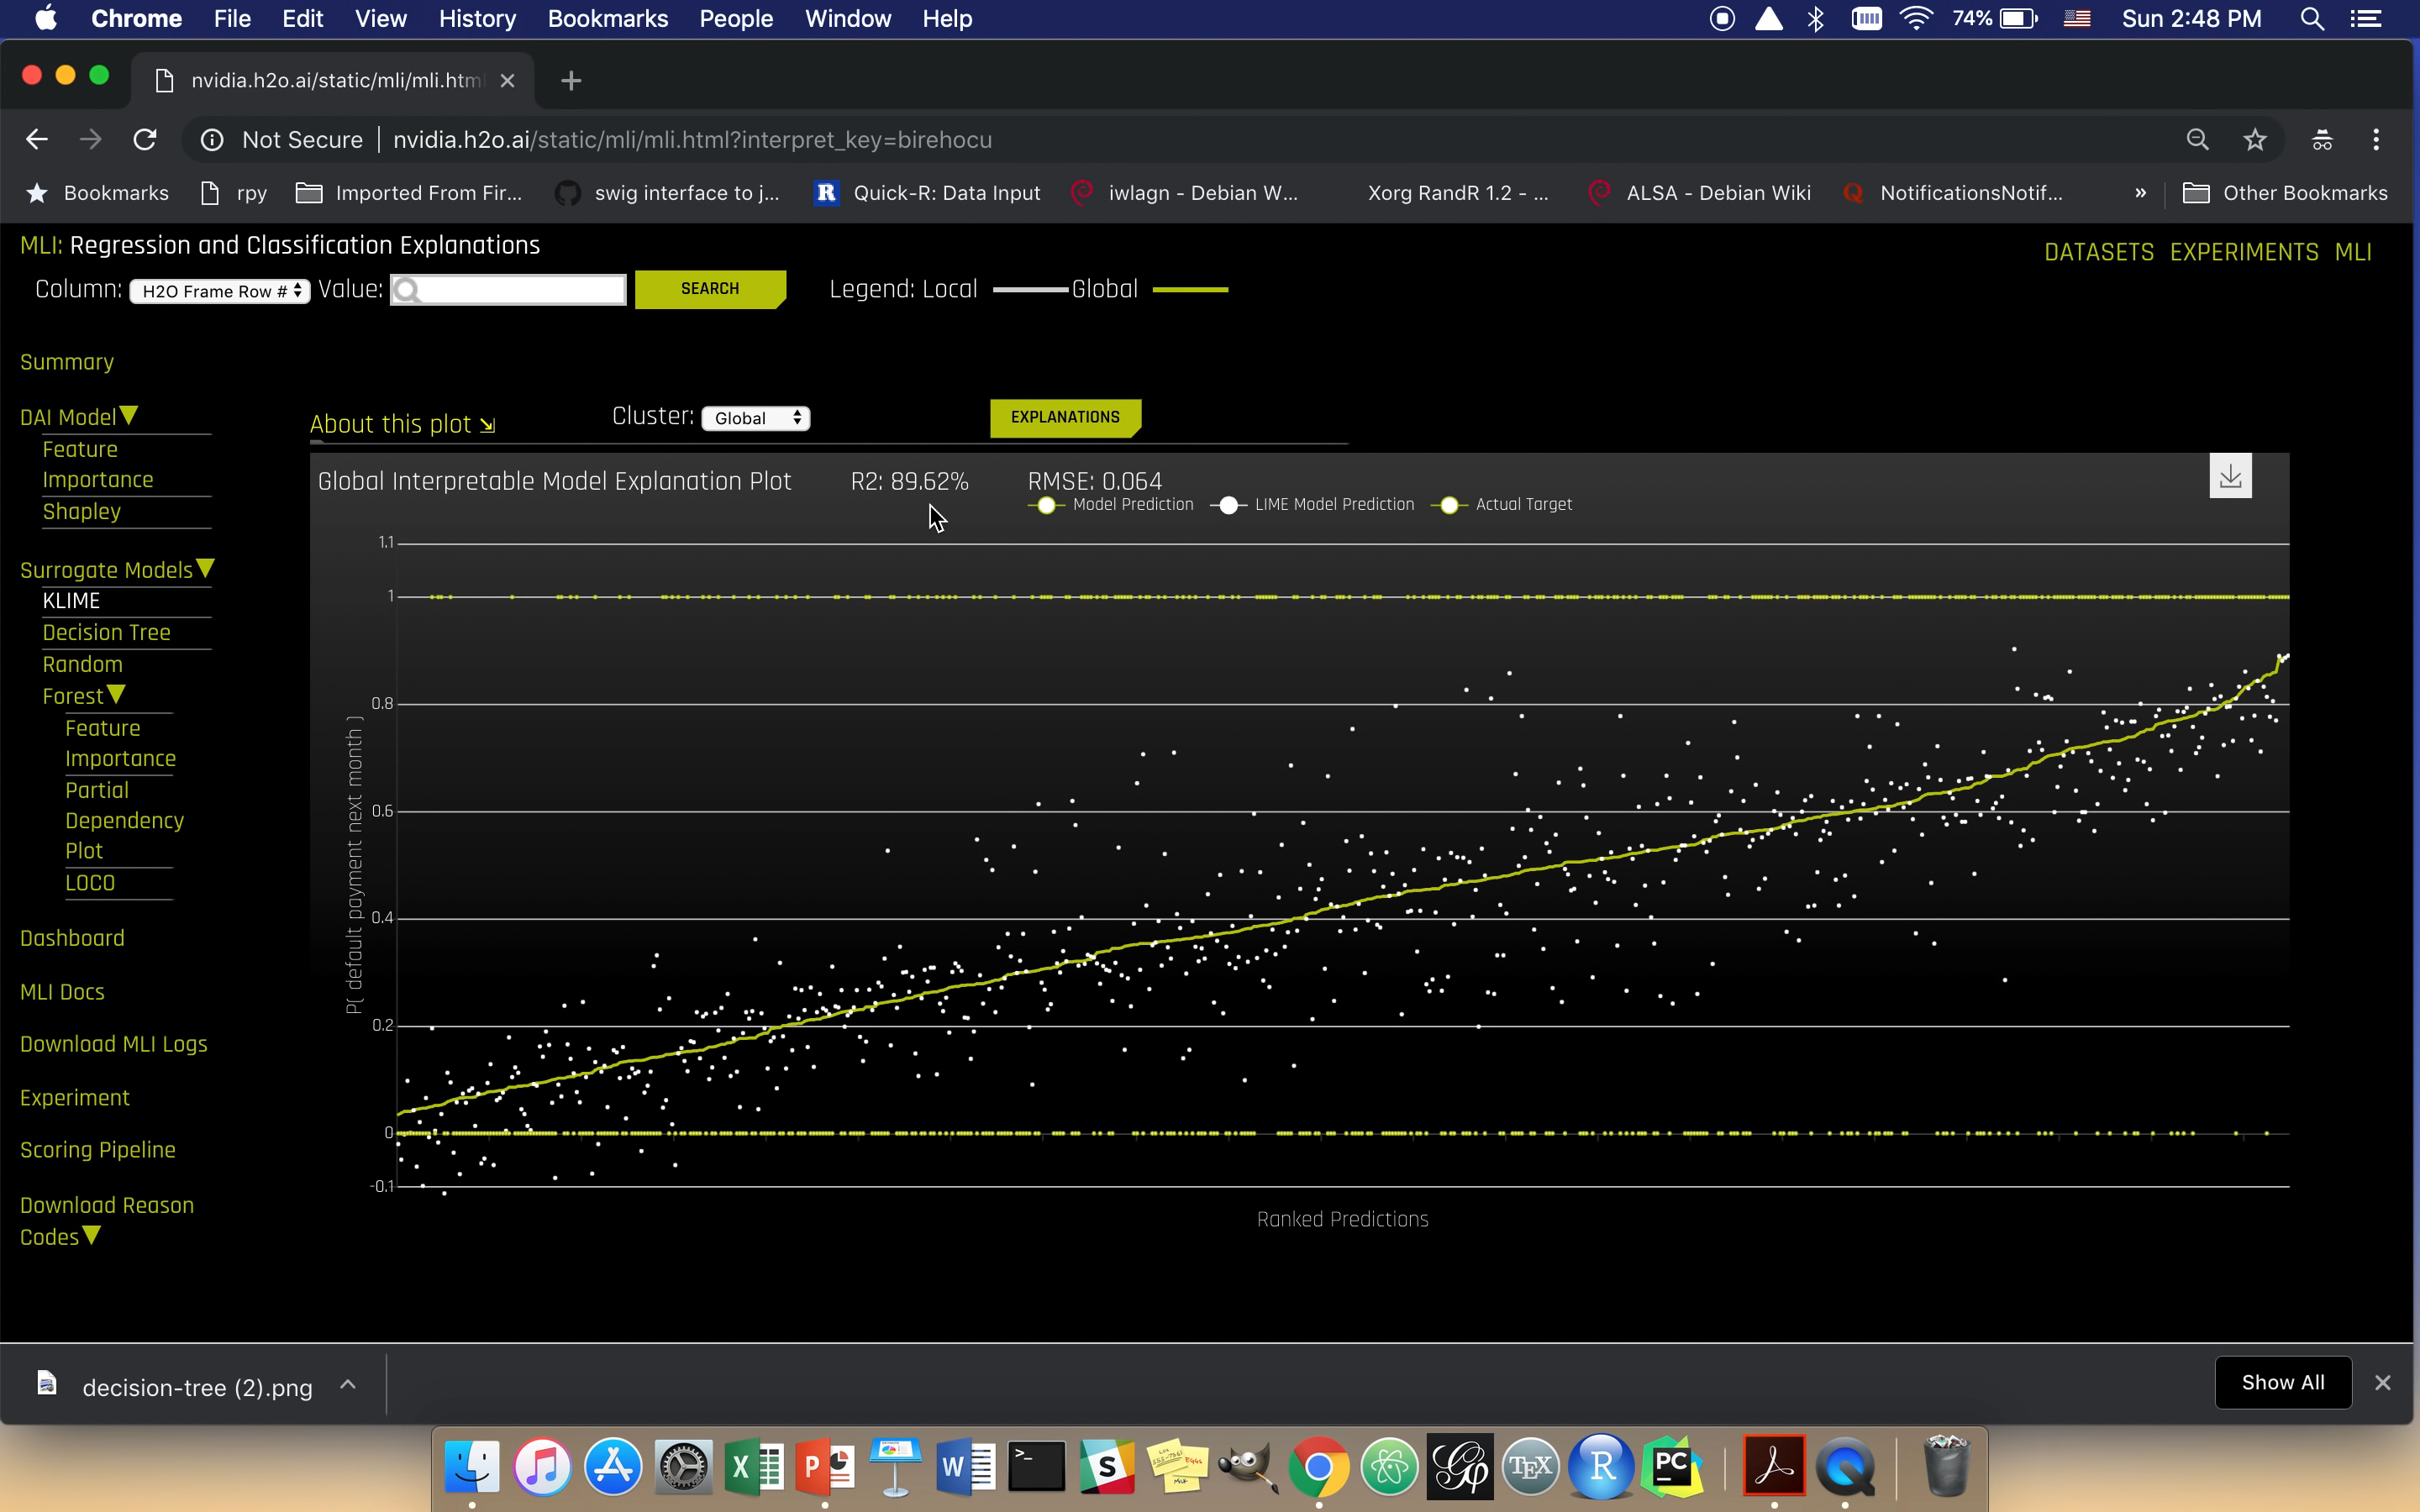 Chrome File Edit View History Bookmarks People Window Help 74% Sun 2:48 PM
nvidia.h2o.ai/static/mli/mli.htm
Not Secure nvidia.h2o.ai/static/mli/mli.html?interpret_key=birehocu
Bookmarks rpy Imported From Fir... swig interface to j... R Quick-R: Data Input iwlagn - Debian W... Xorg RandR 1.2 - ... ALSA - Debian Wiki NotificationsNotif... » Other Bookmarks
MLI: Regression and Classification Explanations
DATASETS EXPERIMENTS MLI
Column: H2O Frame Row # Value: SEARCH Legend: Local Global
Summary
DAI Model
Feature
Importance
Shapley
Surrogate Models
KLIME
Decision Tree
Random
Forest
Feature
Importance
Partial
Dependency
Plot
LOCO
Dashboard
MLI Docs
Download MLI Logs
Experiment
Scoring Pipeline
Download Reason
Codes
About this plot Cluster: Global EXPLANATIONS
Global Interpretable Model Explanation Plot R2: 89.62% RMSE: 0.064
Model Prediction LIME Model Prediction Actual Target
1.1
1
0.8
0.6
0.4
0.2
0
-0.1
P( default payment next month )
Ranked Predictions
decision-tree (2).png
Show All
X P W >_ S TEX R PC